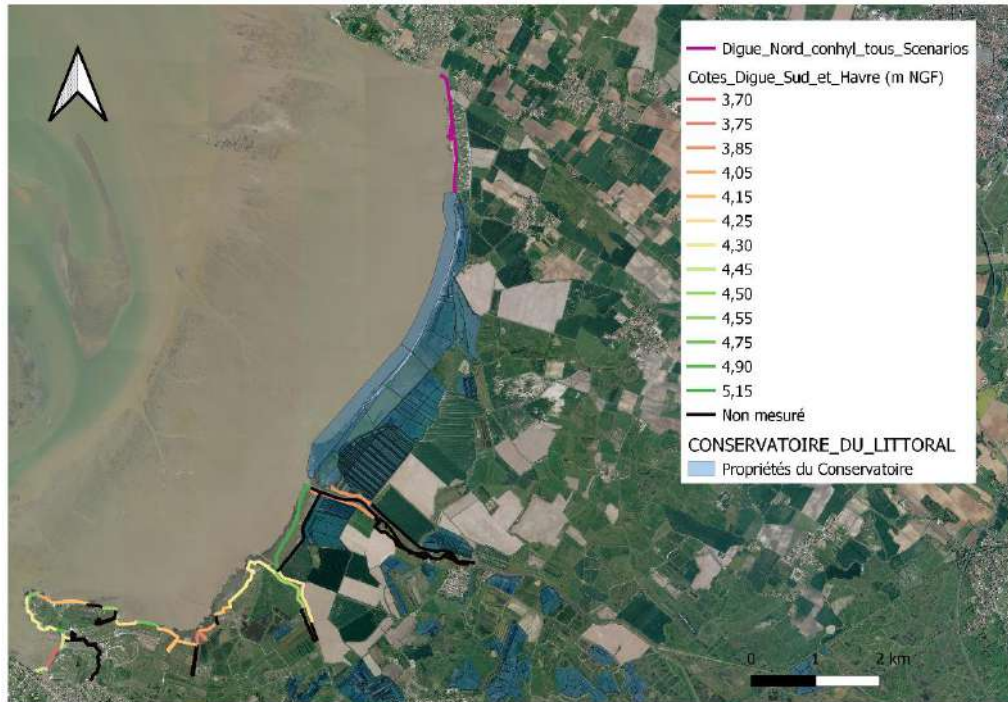 Digue_Nord_conhyl_tous_Scenarios
Cotes_Digue_Sud_et_Havre (m NGF)
3,70
3,75
3,85
4,05
4,15
4,25
4,30
4,45
4,50
4,55
4,75
4,90
5,15
Non mesuré
CONSERVATOIRE_DU_LITTORAL
Propriétés du Conservatoire
0 1 2 km